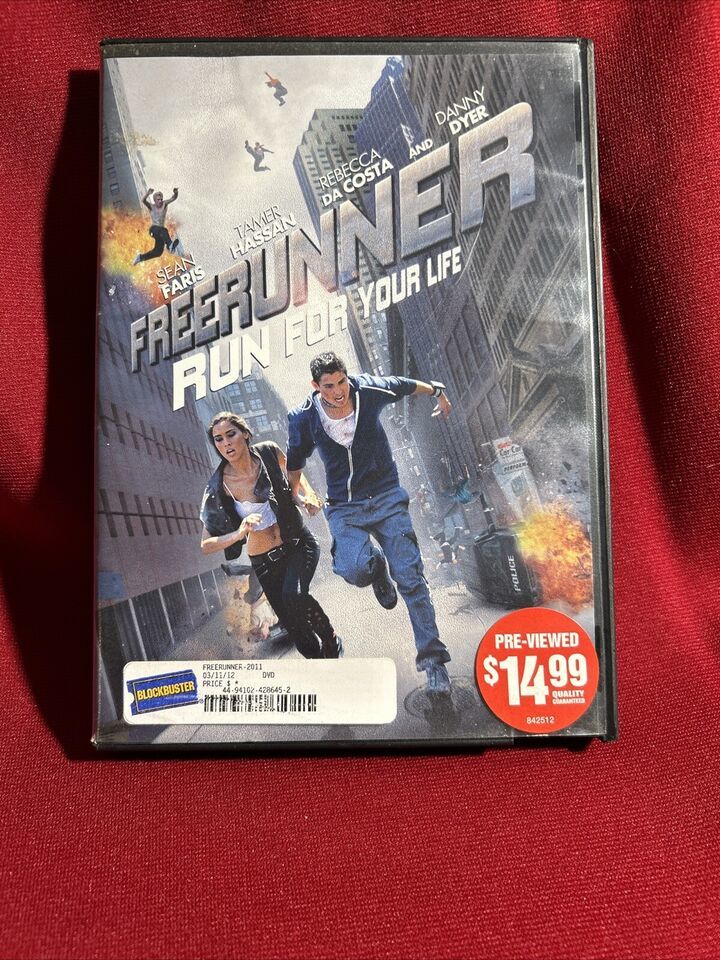 SEAN
FARIS
TAMER
HASSAN
REBECCA
DA COSTA
AND
DANNY
DYER
FREERUNNER
RUN FOR YOUR LIFE
POLICE
BLOCKBUSTER
FREERUNNER-2011
03/11/12 DVD
PRICE $ *
44-94102-428645-2
PRE-VIEWED
$14.99
QUALITY
GUARANTEED
842512